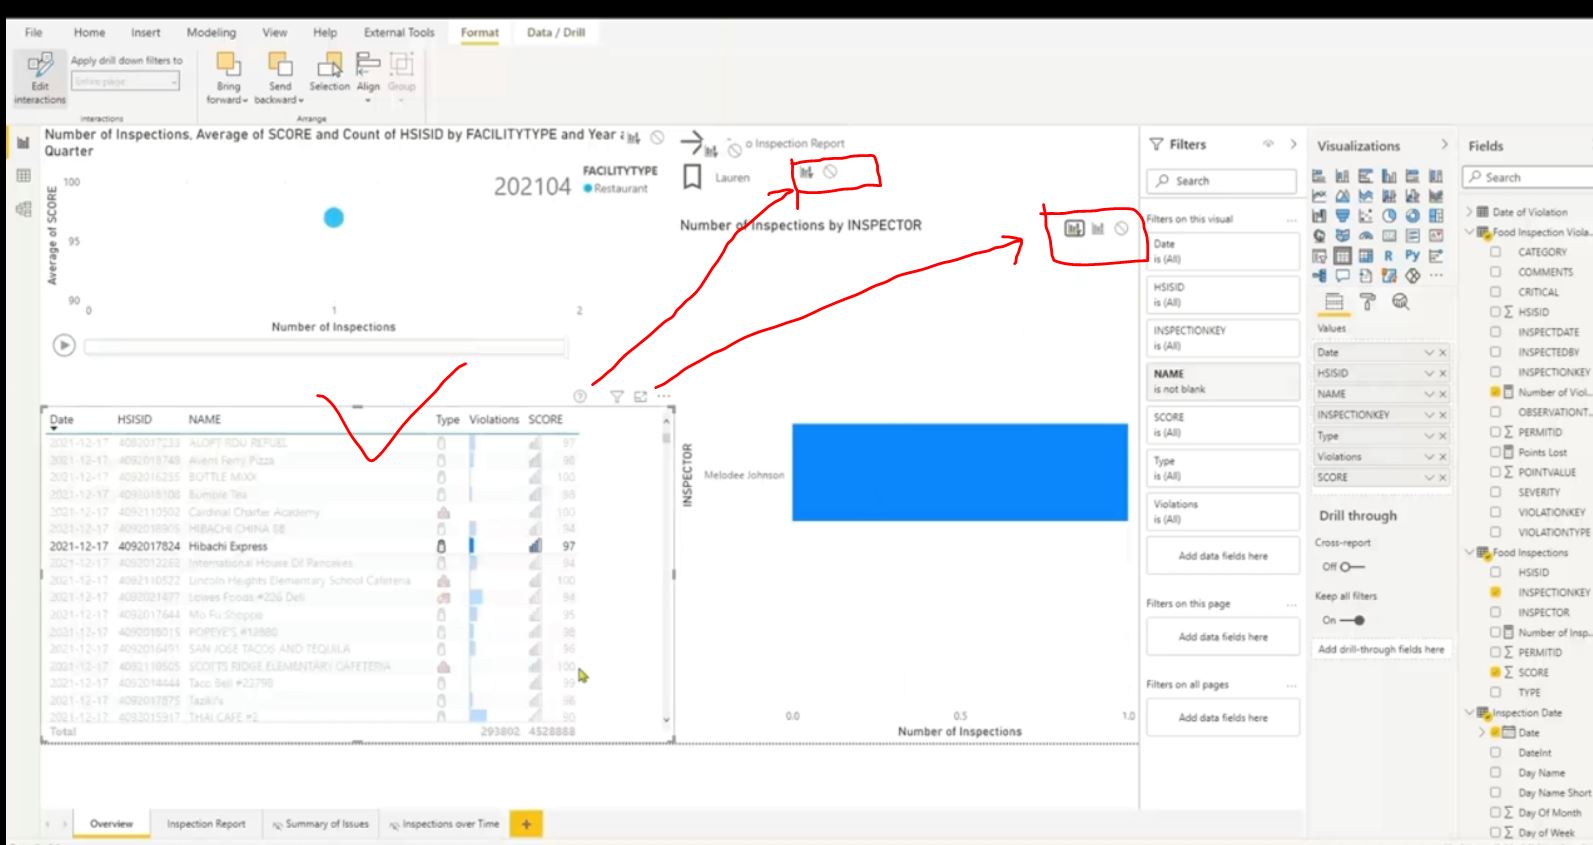 File Home Insert Modeling View Help External Tools Format Data / Drill
Edit interactions
Apply drill down filters to
Entire page
Bring forward
Send backward
Selection
Align
Group
Interactions
Arrange
Number of Inspections, Average of SCORE and Count of HSISID by FACILITYTYPE and Year
Quarter
202104
FACILITYTYPE
Restaurant
Average of SCORE
100
95
90
0 1 2
Number of Inspections
o Inspection Report
Lauren
Number of Inspections by INSPECTOR
INSPECTOR
Melodee Johnson
0.0 0.5 1.0
Number of Inspections
Date HSISID NAME Type Violations SCORE
2021-12-17 4092017233 ALOFT RDU REFUEL 97
2021-12-17 4092018749 Alvent Ferry Pizza 98
2021-12-17 4092016255 BOTTLE MIXX 100
2021-12-17 4092018108 Bumble Tea 98
2021-12-17 4092110502 Cardinal Charter Academy 100
2021-12-17 4092018905 HIBACHI CHINA 88 94
2021-12-17 4092017824 Hibachi Express 97
2021-12-17 4092012262 International House Of Pancakes 94
2021-12-17 4092110522 Lincoln Heights Elementary School Cafeteria 100
2021-12-17 4092021477 Lowes Foods #226 Deli 94
2021-12-17 4092017644 Mo Fu Shoppe 95
2021-12-17 4092018015 POPEYE'S #13880 98
2021-12-17 4092016491 SAN JOSE TACOS AND TEQUILA 96
2021-12-17 4092110505 SCOTTS RIDGE ELEMENTARY CAFETERIA 100
2021-12-17 4092014444 Taco Bell #22798 99
2021-12-17 4092017875 Taziki's 98
2021-12-17 4092015917 THAI CAFE #2 90
Total 293802 4528888
Overview Inspection Report Summary of Issues Inspections over Time +
Filters
Search
Filters on this visual
Date
is (All)
HSISID
is (All)
INSPECTIONKEY
is (All)
NAME
is not blank
SCORE
is (All)
Type
is (All)
Violations
is (All)
Add data fields here
Filters on this page
Add data fields here
Filters on all pages
Add data fields here
Visualizations
R Py
Values
Date
HSISID
NAME
INSPECTIONKEY
Type
Violations
SCORE
Drill through
Cross-report
Off
Keep all filters
On
Add drill-through fields here
Fields
Search
Date of Violation
Food Inspection Viola...
CATEGORY
COMMENTS
CRITICAL
HSISID
INSPECTDATE
INSPECTEDBY
INSPECTIONKEY
Number of Viol...
OBSERVATIONT...
PERMITID
Points Lost
POINTVALUE
SEVERITY
VIOLATIONKEY
VIOLATIONTYPE
Food Inspections
HSISID
INSPECTIONKEY
INSPECTOR
Number of Insp...
PERMITID
SCORE
TYPE
Inspection Date
Date
DateInt
Day Name
Day Name Short
Day Of Month
Day of Week